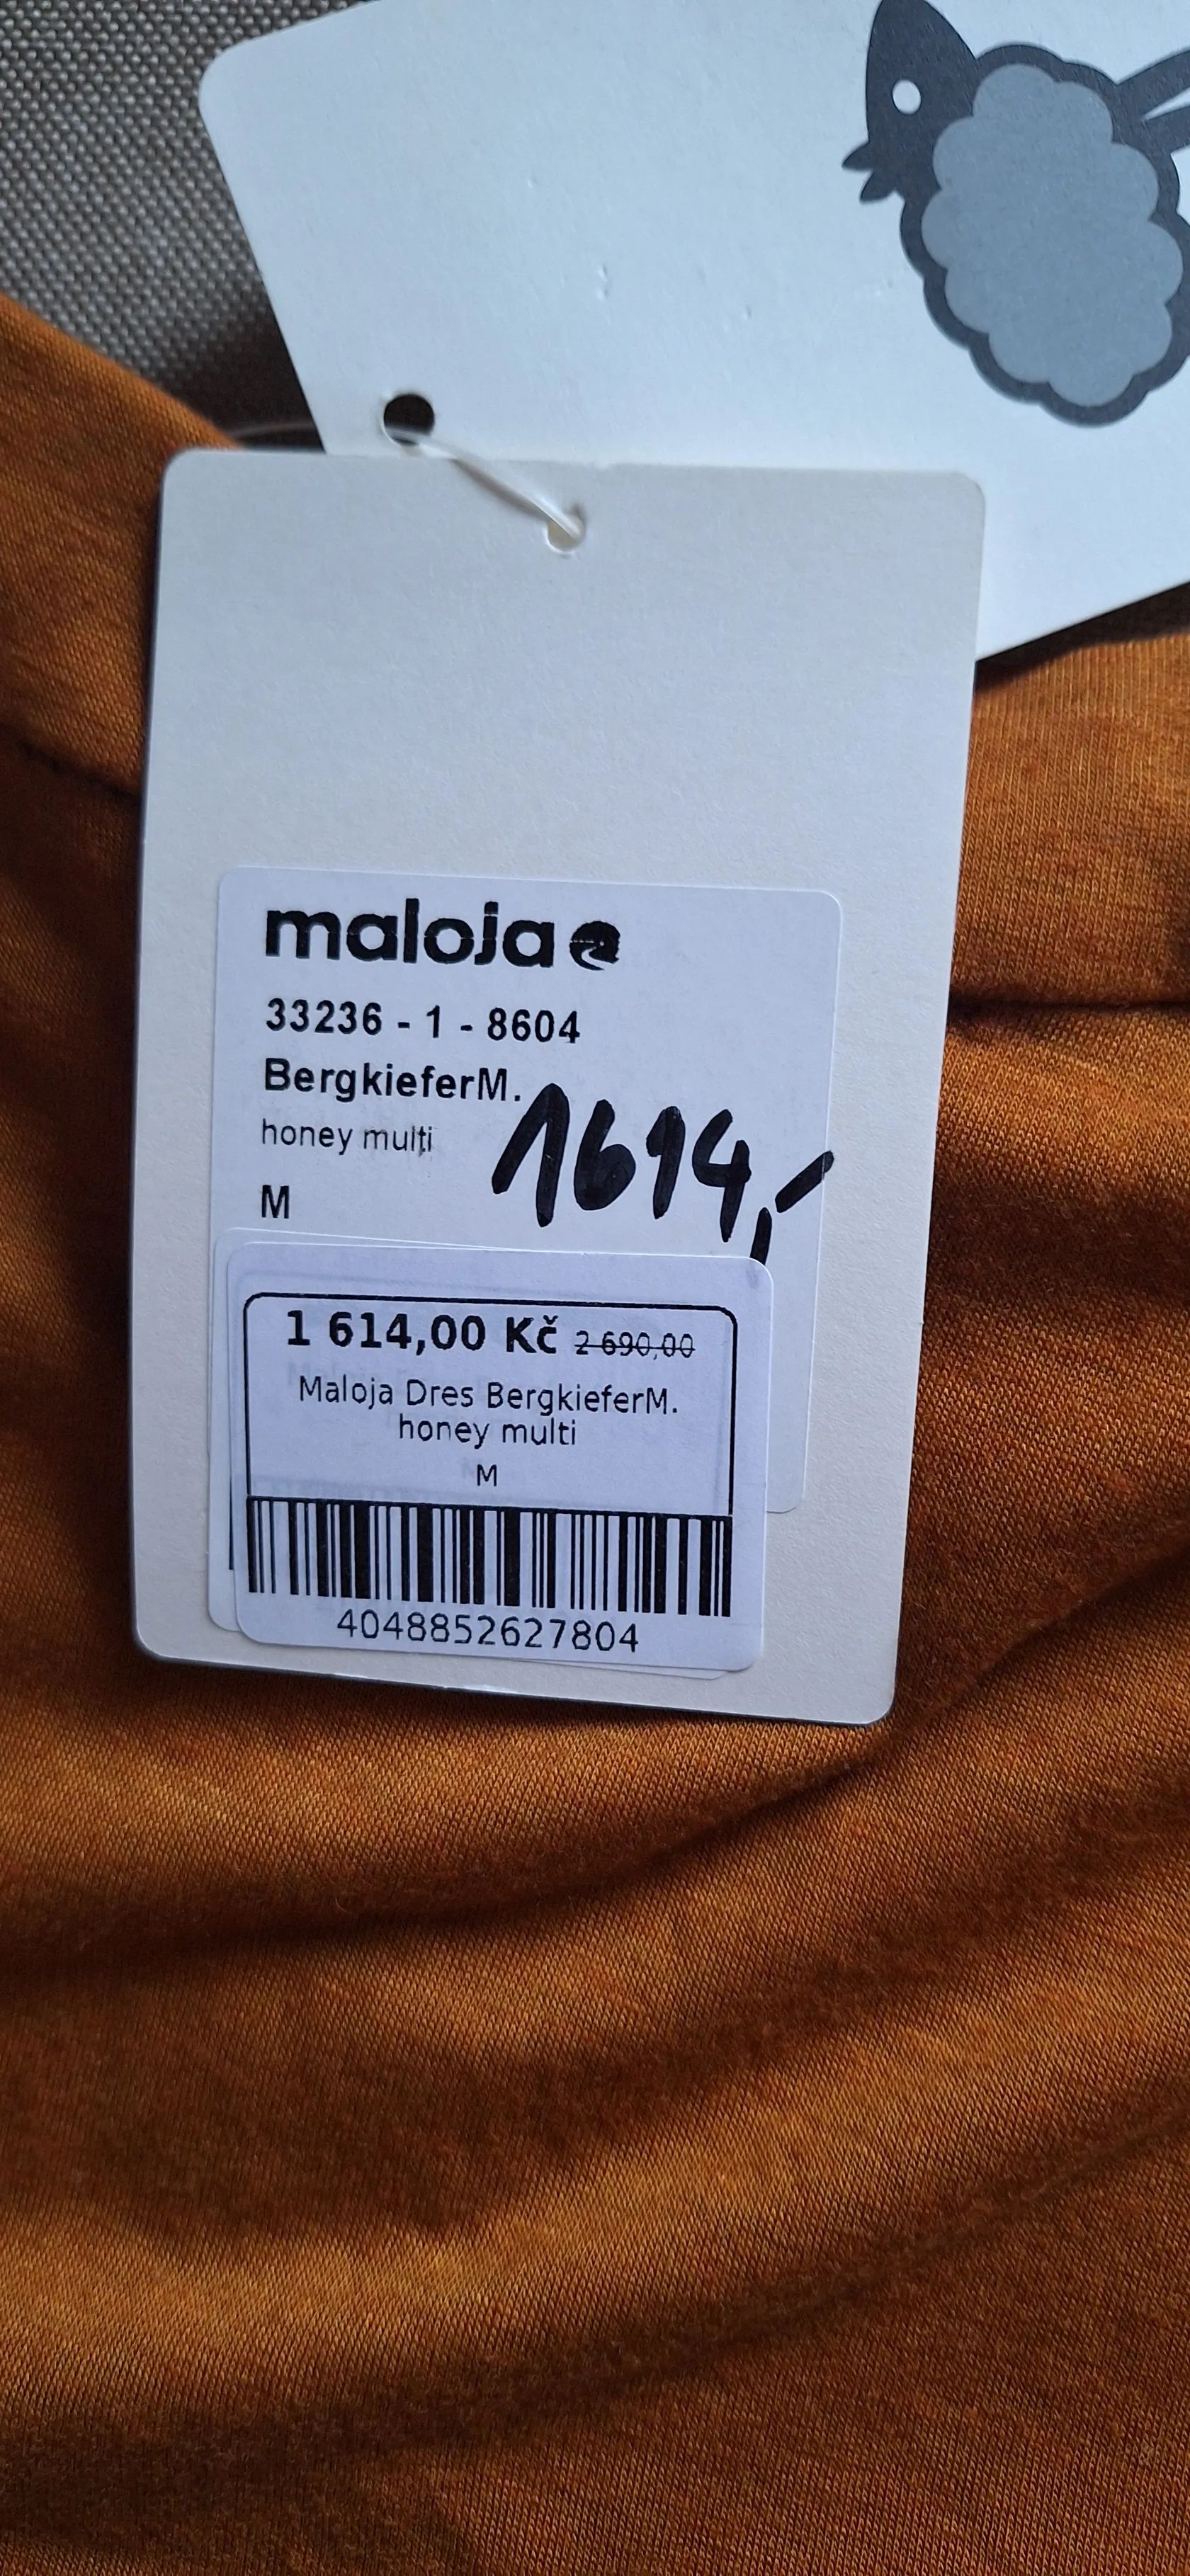 maloja
33236 - 1 - 8604
BergkieferM.
honey multi
1614,-
M
1 614,00 Kč 2 690,00
Maloja Dres BergkieferM.
honey multi
M
4048852627804